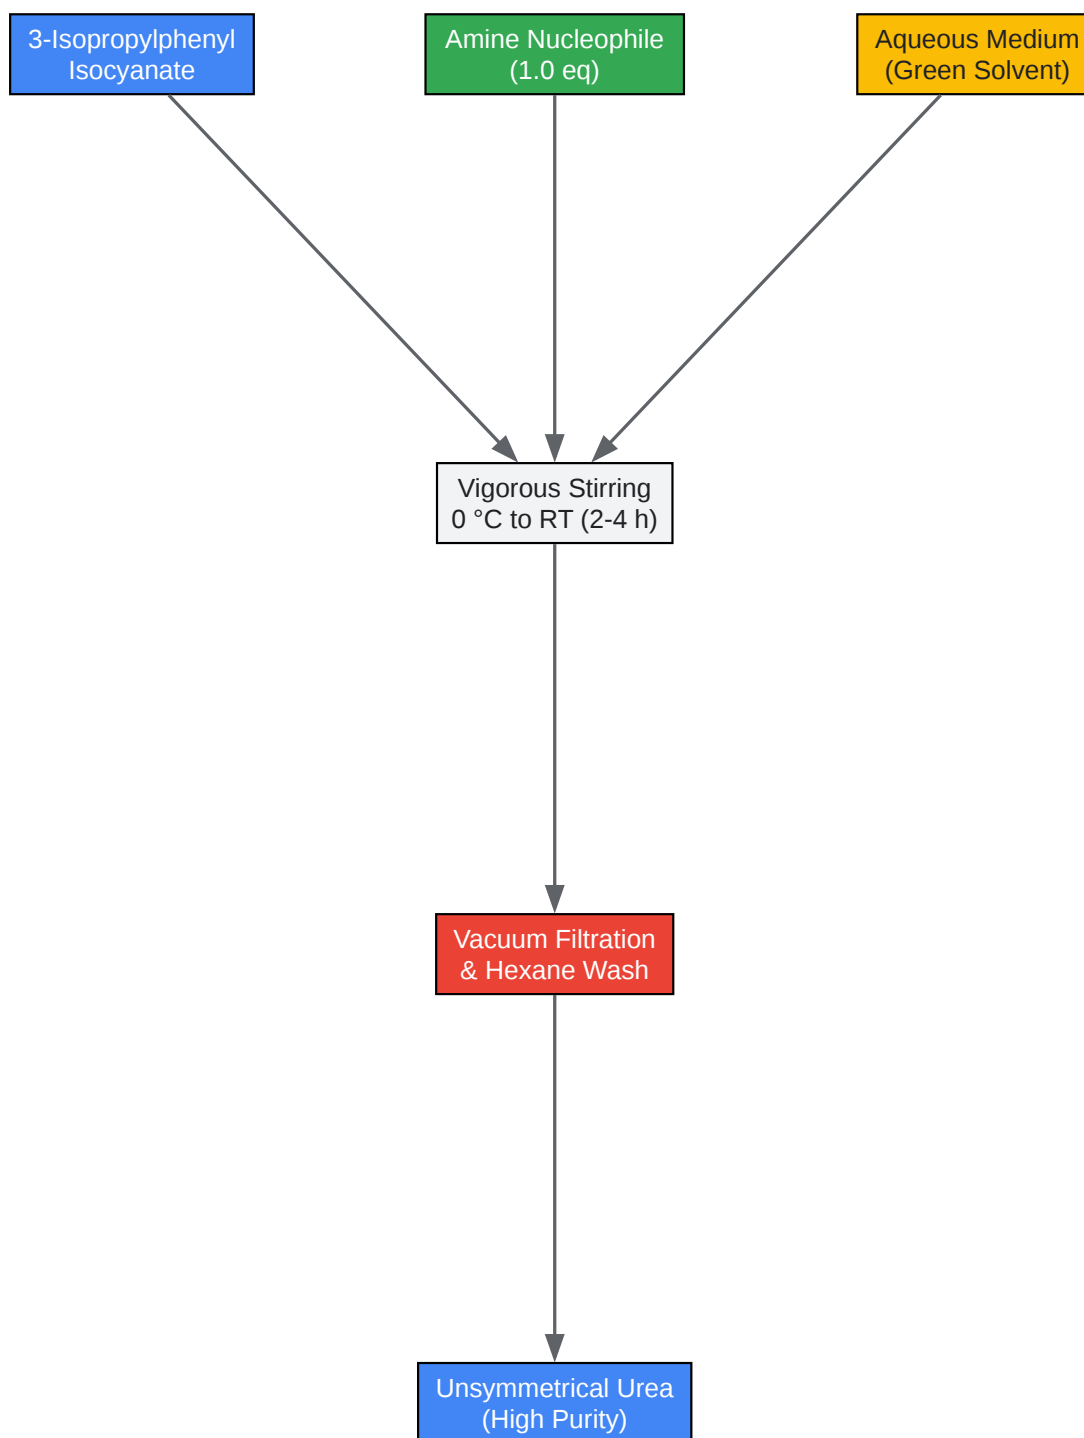 3-Isopropylphenyl
Isocyanate
Amine Nucleophile
(1.0 eq)
Aqueous Medium
(Green Solvent)
Vigorous Stirring
0 °C to RT (2-4 h)
Vacuum Filtration
& Hexane Wash
Unsymmetrical Urea
(High Purity)